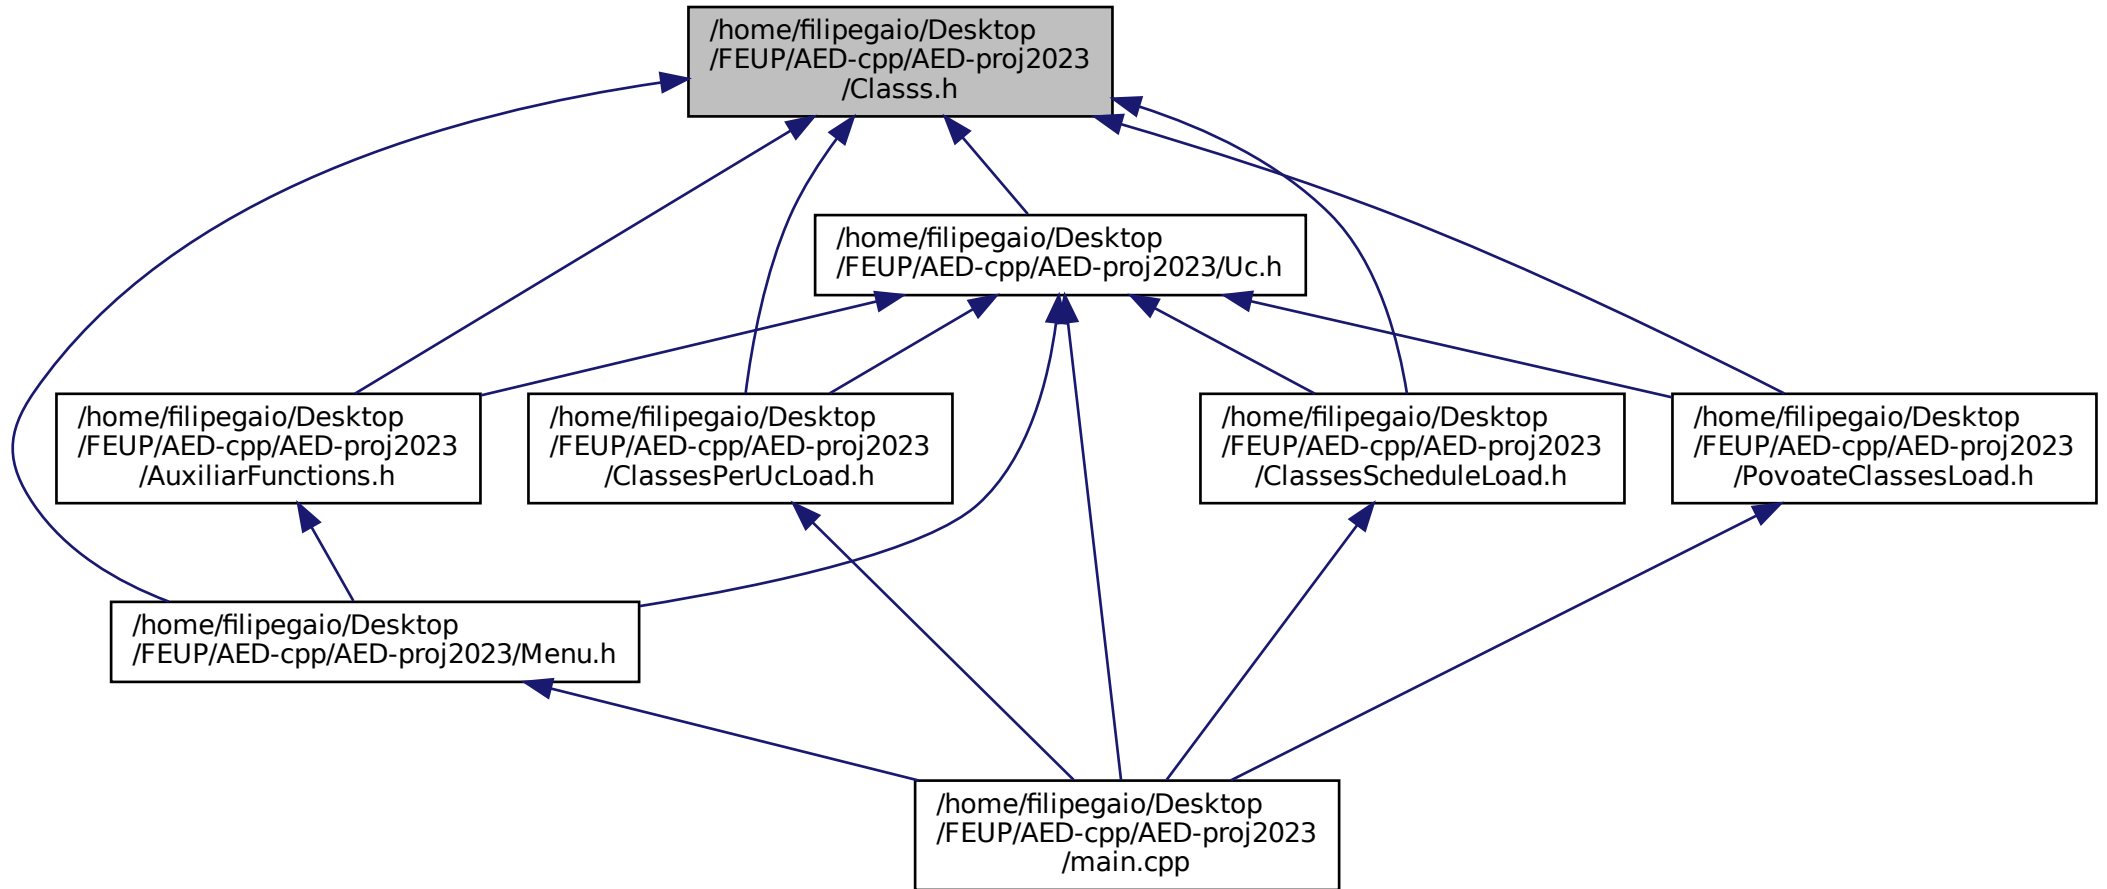 /home/filipegaio/Desktop
/FEUP/AED-cpp/AED-proj2023
/Classs.h
/home/filipegaio/Desktop
/FEUP/AED-cpp/AED-proj2023/Uc.h
/home/filipegaio/Desktop
/FEUP/AED-cpp/AED-proj2023
/AuxiliarFunctions.h
/home/filipegaio/Desktop
/FEUP/AED-cpp/AED-proj2023
/ClassesPerUcLoad.h
/home/filipegaio/Desktop
/FEUP/AED-cpp/AED-proj2023
/ClassesScheduleLoad.h
/home/filipegaio/Desktop
/FEUP/AED-cpp/AED-proj2023
/PovoateClassesLoad.h
/home/filipegaio/Desktop
/FEUP/AED-cpp/AED-proj2023/Menu.h
/home/filipegaio/Desktop
/FEUP/AED-cpp/AED-proj2023
/main.cpp